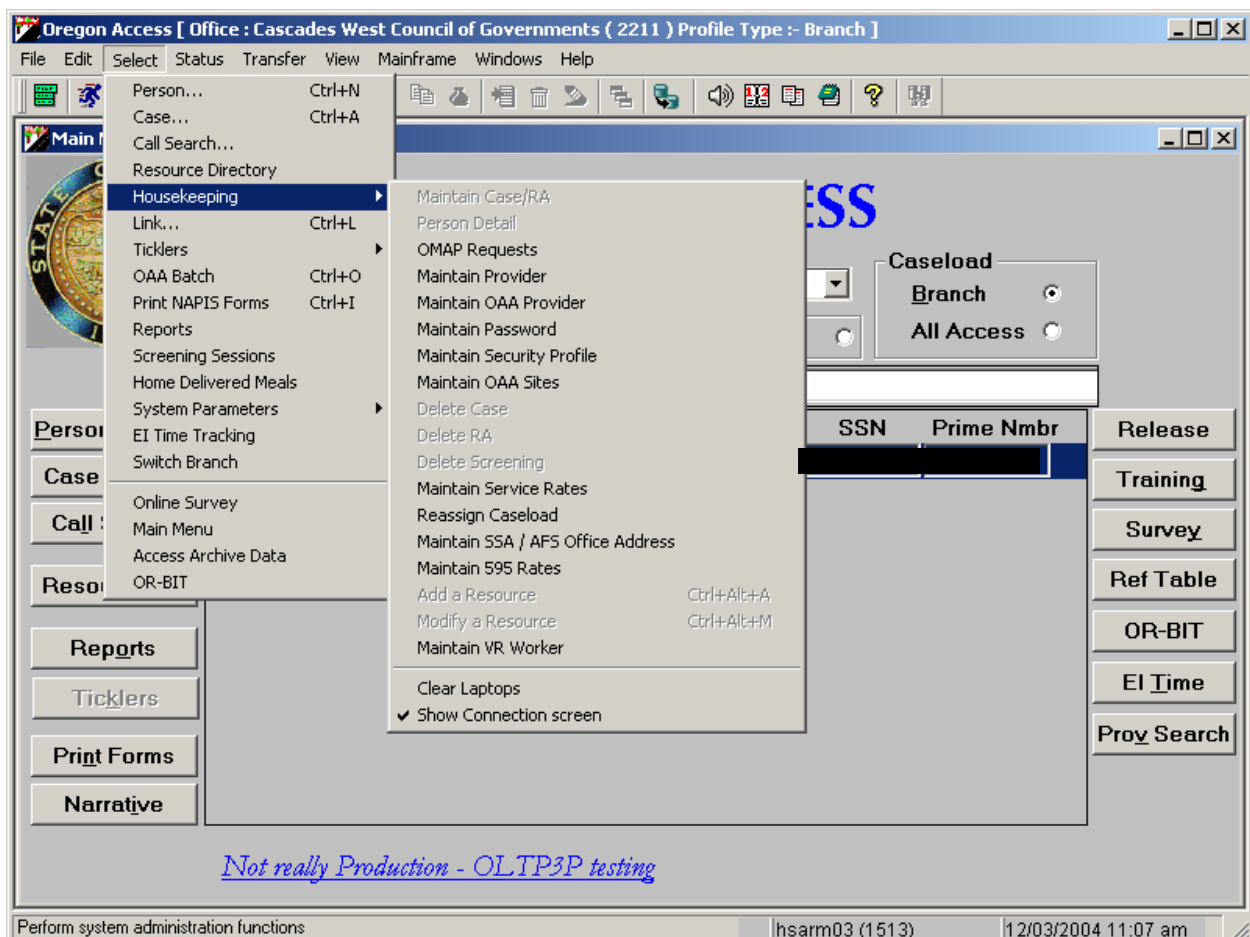 Oregon Access [ Office : Cascades West Council of Governments ( 2211 ) Profile Type :- Branch ]
File Edit Select Status Transfer View Mainframe Windows Help
Person... Ctrl+N
Case... Ctrl+A
Call Search...
Resource Directory
Housekeeping
Link... Ctrl+L
Ticklers
OAA Batch Ctrl+O
Print NAPIS Forms Ctrl+I
Reports
Screening Sessions
Home Delivered Meals
System Parameters
EI Time Tracking
Switch Branch
Online Survey
Main Menu
Access Archive Data
OR-BIT
Maintain Case/RA
Person Detail
OMAP Requests
Maintain Provider
Maintain OAA Provider
Maintain Password
Maintain Security Profile
Maintain OAA Sites
Delete Case
Delete RA
Delete Screening
Maintain Service Rates
Reassign Caseload
Maintain SSA / AFS Office Address
Maintain 595 Rates
Add a Resource Ctrl+Alt+A
Modify a Resource Ctrl+Alt+M
Maintain VR Worker
Clear Laptops
Show Connection screen
Main
STATE
ESS
Caseload
Branch
All Access
SSN Prime Nmbr
Case
Reports
Ticklers
Print Forms
Narrative
Release
Training
Survey
Ref Table
OR-BIT
EI Time
Prov Search
Not really Production - OLTP3P testing
Perform system administration functions hsarm03 (1513) 12/03/2004 11:07 am